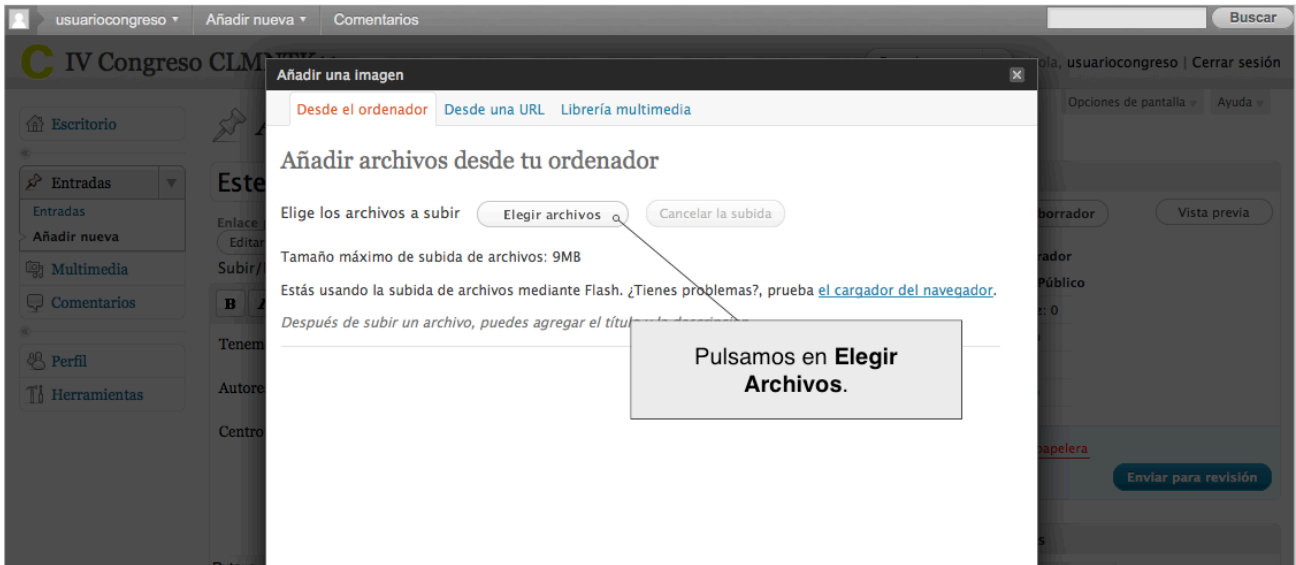 usuariocongreso Añadir nueva Comentarios Buscar
C IV Congreso
usuariocongreso | Cerrar sesión
Añadir una imagen
Opciones de pantalla Ayuda
Desde el ordenador Desde una URL Librería multimedia
Escritorio
Añadir archivos desde tu ordenador
Entradas
Este
Entradas
Enlace
Elige los archivos a subir Elegir archivos Cancelar la subida
borrador Vista previa
Añadir nueva
Editar
Tamaño máximo de subida de archivos: 9MB
Multimedia
Subir/
Público
Estás usando la subida de archivos mediante Flash. ¿Tienes problemas?, prueba el cargador del navegador.
Comentarios
B
Después de subir un archivo, puedes agregar el título y la descripción.
Tenem
Pulsamos en Elegir
Archivos.
Perfil
Autore
Herramientas
Centro
papelera
Enviar para revisión